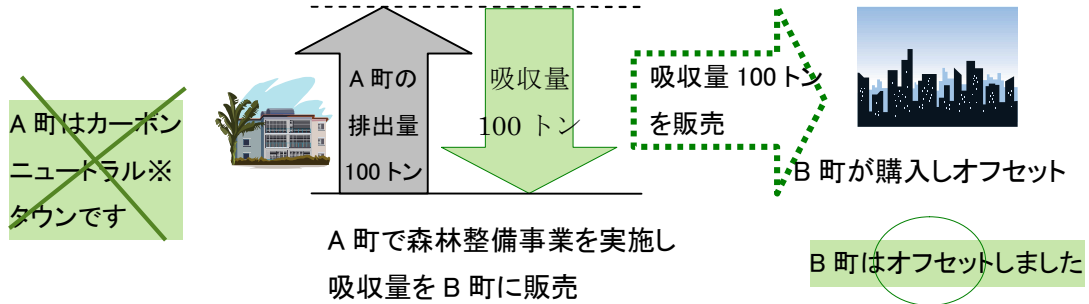 A 町はカーボン
ニュートラル※
タウンです
A 町の
排出量
100 トン
吸収量
100 トン
吸収量 100 トン
を販売
B 町が購入しオフセット
A 町で森林整備事業を実施し
吸収量を B 町に販売
B 町はオフセットしました